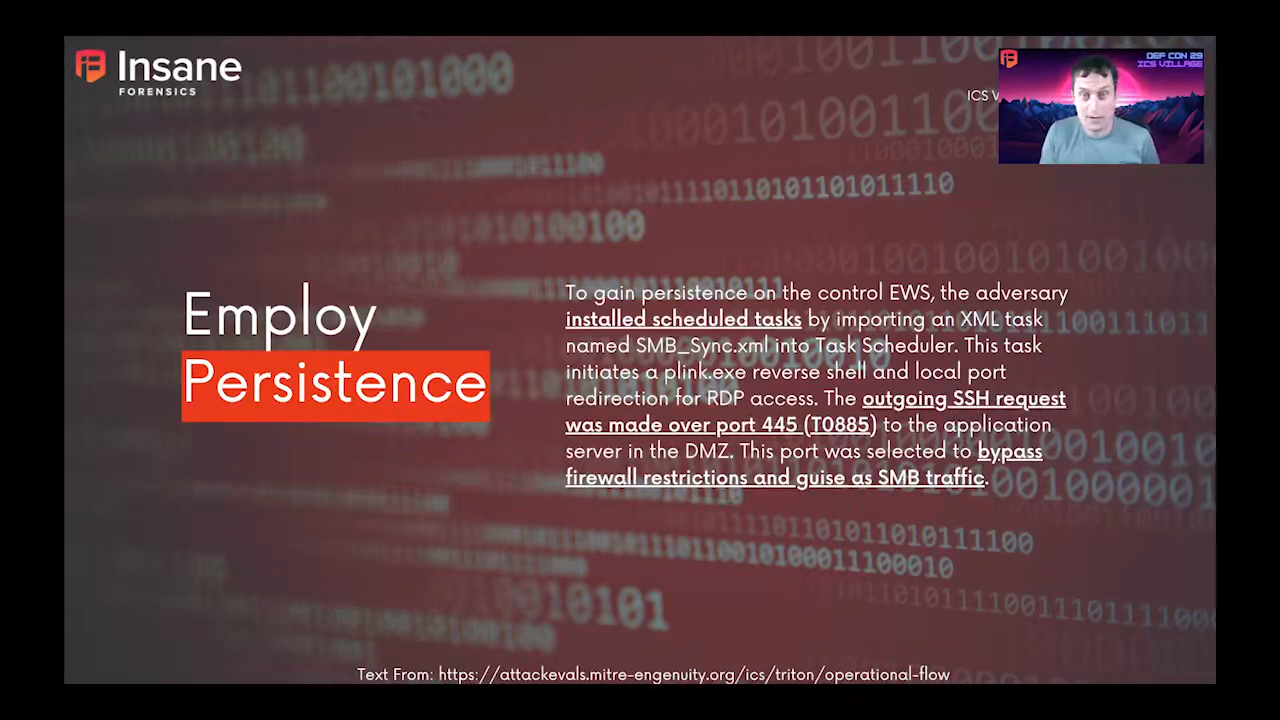 Insane
FORENSICS
DEF CON 29
ICS VILLAGE
ICS V
Employ
Persistence
To gain persistence on the control EWS, the adversary
installed scheduled tasks by importing an XML task
named SMB_Sync.xml into Task Scheduler. This task
initiates a plink.exe reverse shell and local port
redirection for RDP access. The outgoing SSH request
was made over port 445 (T0885) to the application
server in the DMZ. This port was selected to bypass
firewall restrictions and guise as SMB traffic.
Text From: https://attackevals.mitre-engenuity.org/ics/triton/operational-flow